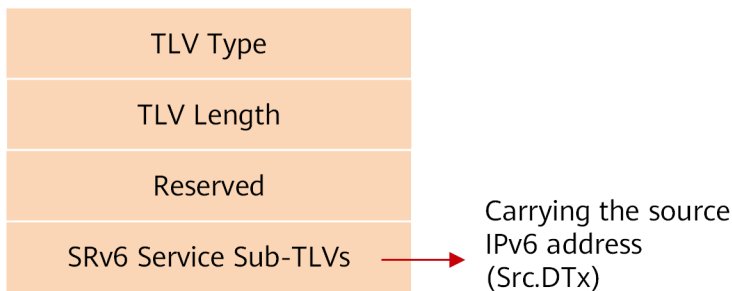 TLV Type
TLV Length
Reserved
SRv6 Service Sub-TLVs
Carrying the source
IPv6 address
(Src.DTx)